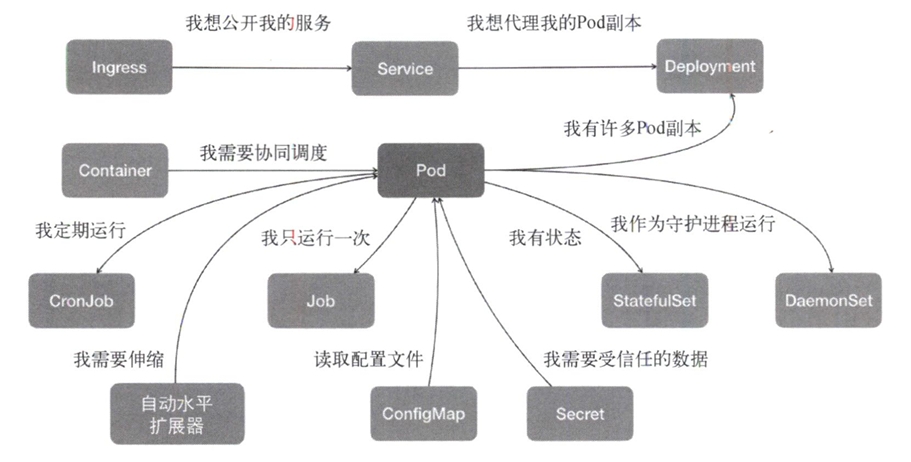 我想公开我的服务
我想代理我的Pod副本
Ingress
Service
Deployment
我有许多Pod副本
我需要协同调度
Container
Pod
我定期运行
我只运行一次
我有状态
我作为守护进程运行
CronJob
Job
StatefulSet
DaemonSet
我需要伸缩
读取配置文件
我需要受信任的数据
自动水平
扩展器
ConfigMap
Secret